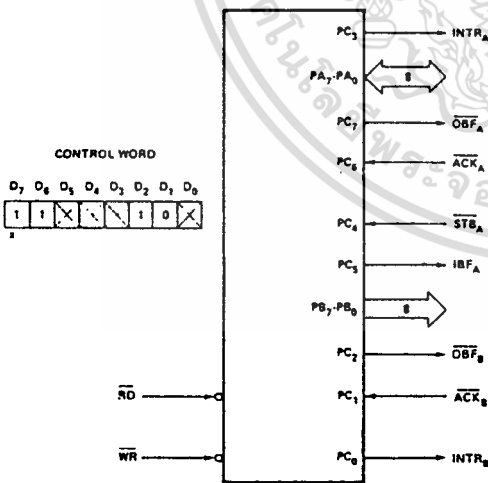 PC3 INTRA
PA7-PA0 8
PC7 OBFA
CONTROL WORD
PC6 ACKA
D7 D6 D5 D4 D3 D2 D1 D0
1 1 X 1 0 X
PC4 STBA
PC5 IBFA
PB7-PB0 8
PC2 OBFB
RD PC1 ACKB
WR PC0 INTRB